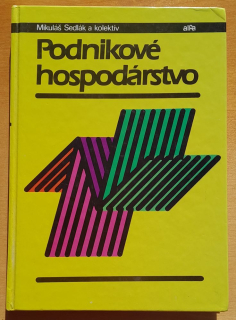 Mikuláš Sedlák a kolektív
alfa
Podnikové
hospodárstvo